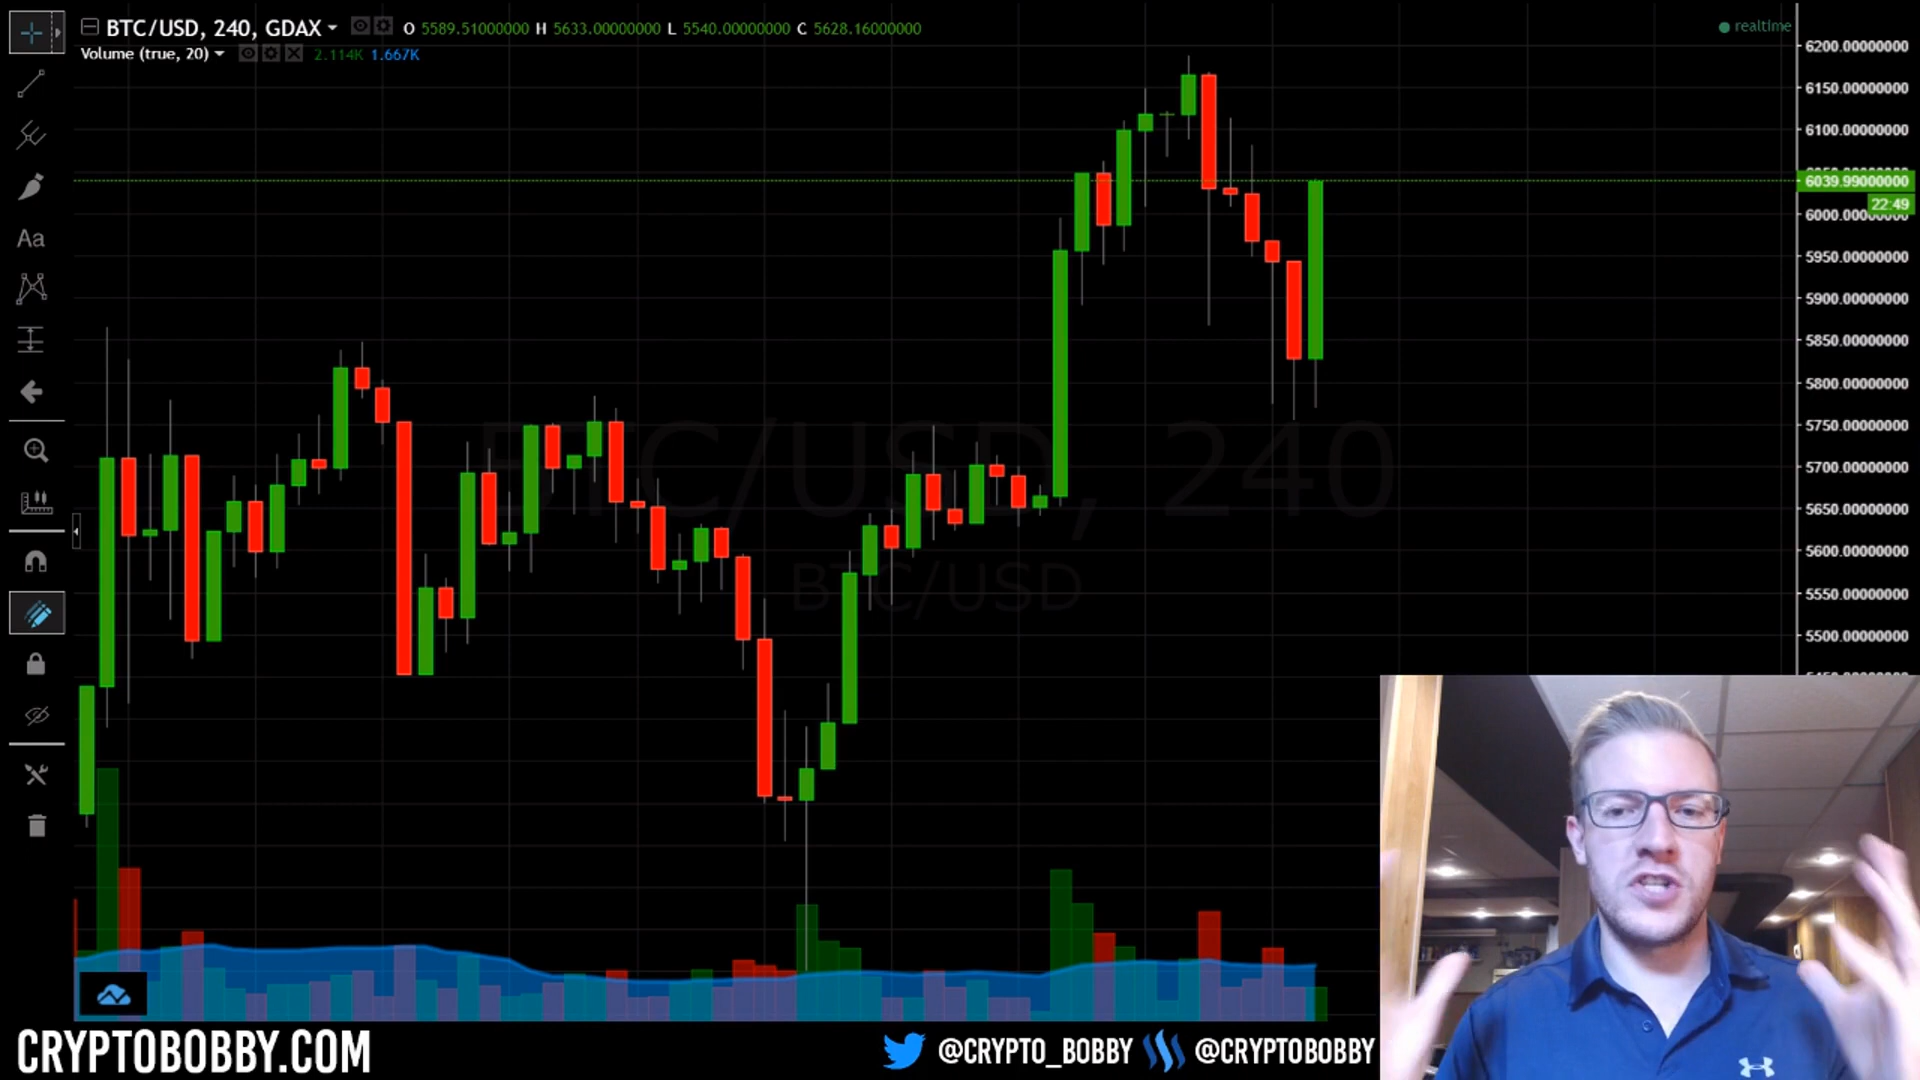 BTC/USD, 240, GDAX O 5589.51000000 H 5633.00000000 L 5540.00000000 C 5628.16000000
realtime
Volume (true, 20) 2.114K 1.667K
6200.00000000
6150.00000000
6100.00000000
6039.99000000
22:49
6000.00000000
5950.00000000
5900.00000000
5850.00000000
5800.00000000
5750.00000000
5700.00000000
5650.00000000
5600.00000000
5550.00000000
5500.00000000
Aa
BTC/USD, 240
BTC/USD
CRYPTOBOBBY.COM
@CRYPTO_BOBBY
@CRYPTOBOBBY